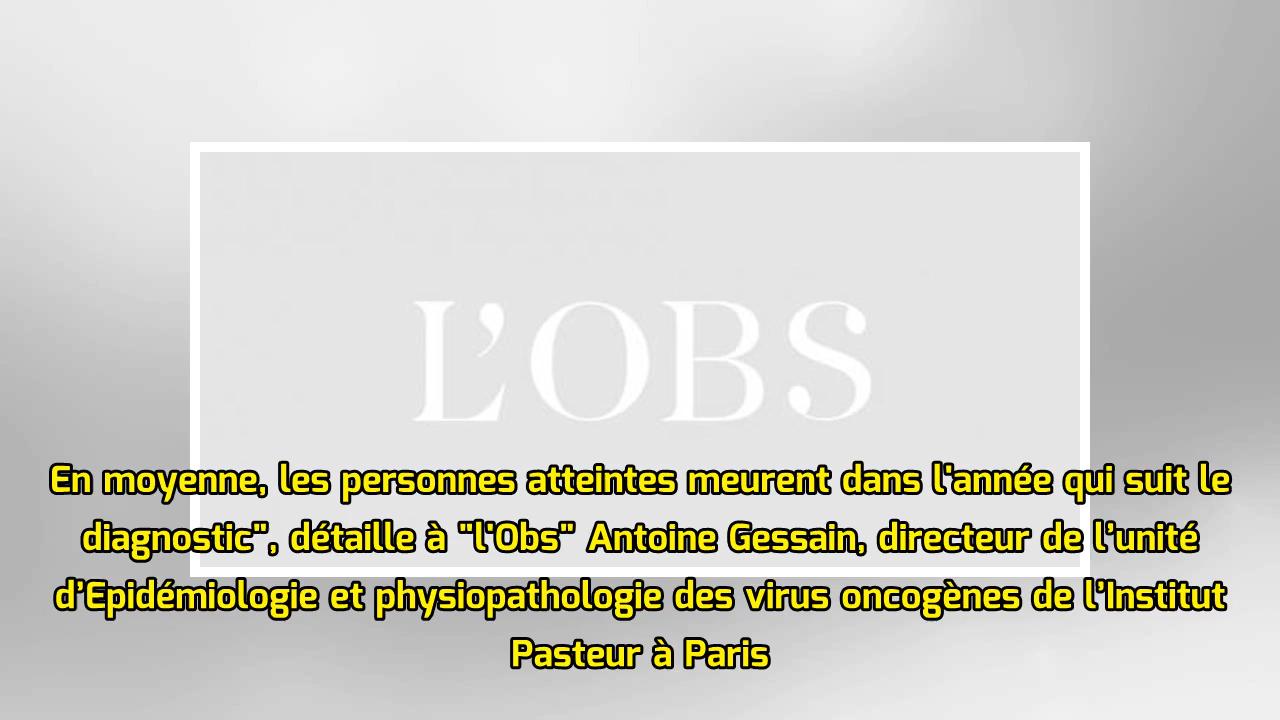 L'OBS
En moyenne, les personnes atteintes meurent dans l'année qui suit le
diagnostic", détaille à "l'Obs" Antoine Gessain, directeur de l’unité
d’Epidémiologie et physiopathologie des virus oncogènes de l’Institut
Pasteur à Paris